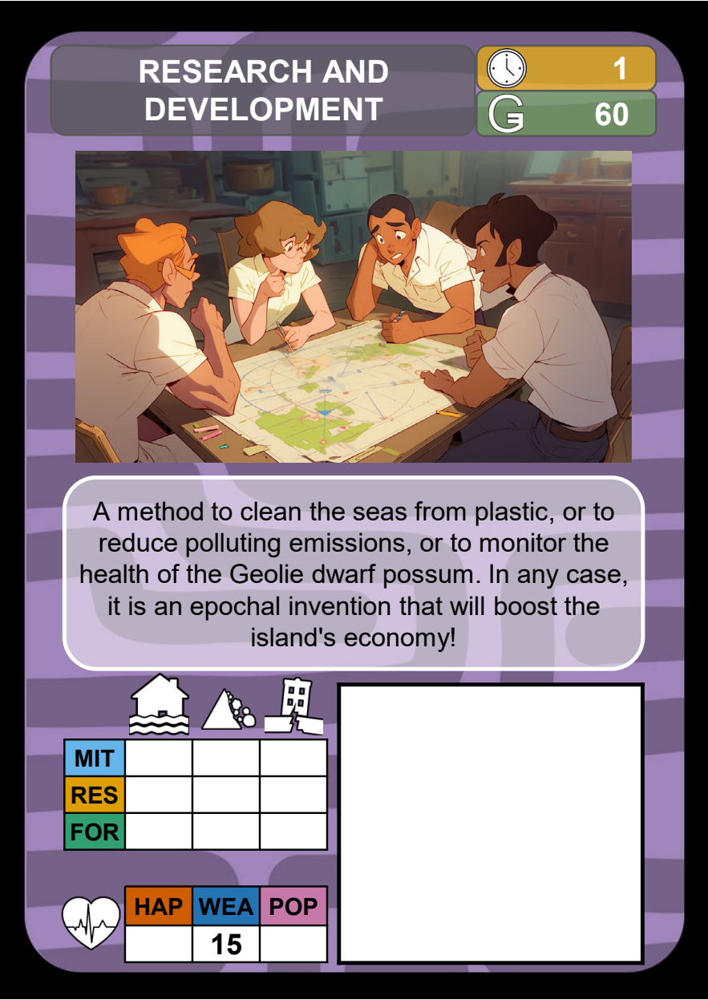 RESEARCH AND
DEVELOPMENT
1
G
60
A method to clean the seas from plastic, or to
reduce polluting emissions, or to monitor the
health of the Geolie dwarf possum. In any case,
it is an epochal invention that will boost the
island's economy!
MIT
RES
FOR
HAP WEA POP
15